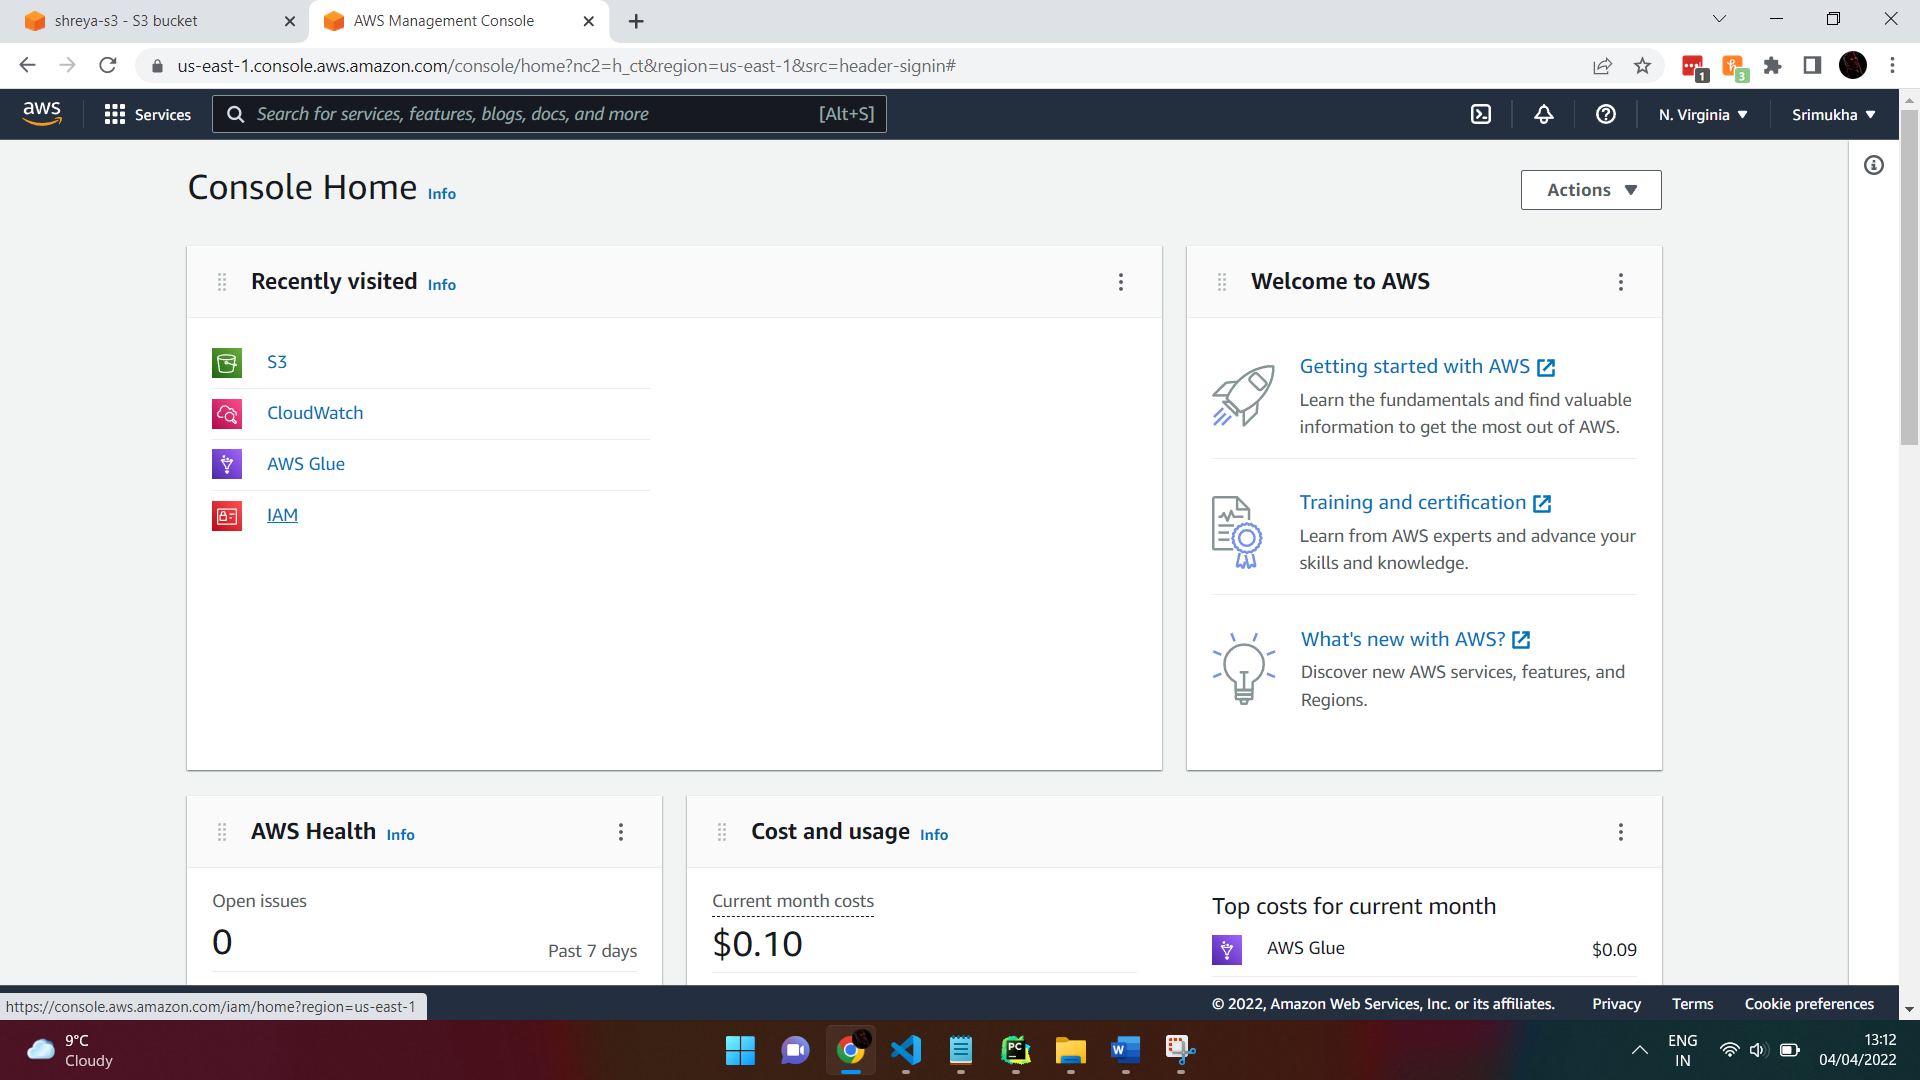 shreya-s3 - S3 bucket
AWS Management Console
us-east-1.console.aws.amazon.com/console/home?nc2=h_ct&region=us-east-1&src=header-signin#
1
3
aws
Services
Search for services, features, blogs, docs, and more
[Alt+S]
N. Virginia
Srimukha
Console Home Info
Actions
Recently visited Info
S3
CloudWatch
AWS Glue
IAM
Welcome to AWS
Getting started with AWS
Learn the fundamentals and find valuable
information to get the most out of AWS.
Training and certification
Learn from AWS experts and advance your
skills and knowledge.
What's new with AWS?
Discover new AWS services, features, and
Regions.
AWS Health Info
Open issues
0
Past 7 days
Cost and usage Info
Current month costs
$0.10
Top costs for current month
AWS Glue
$0.09
https://console.aws.amazon.com/iam/home?region=us-east-1
© 2022, Amazon Web Services, Inc. or its affiliates.
Privacy
Terms
Cookie preferences
9°C
Cloudy
PC
W
ENG
IN
13:12
04/04/2022